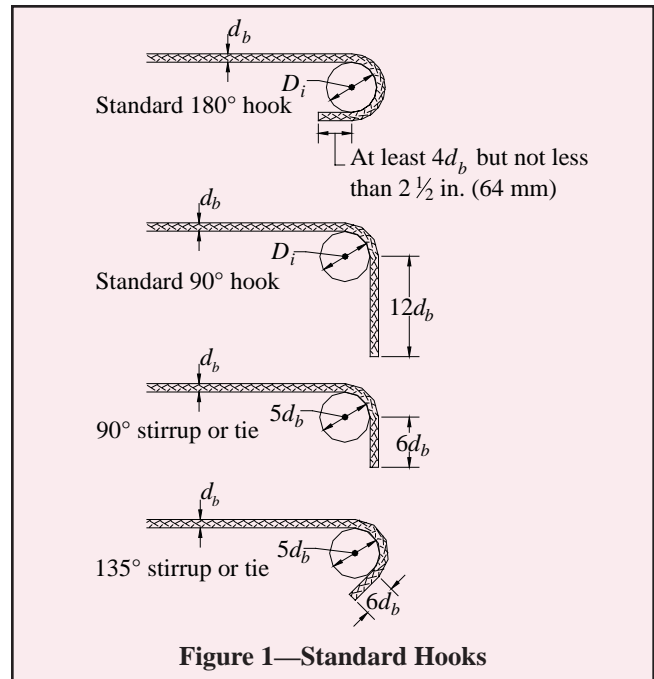 d_b
D_i
Standard 180° hook
At least 4d_b but not less
than 2 ½ in. (64 mm)
d_b
D_i
Standard 90° hook
12d_b
d_b
5d_b
90° stirrup or tie
6d_b
d_b
5d_b
135° stirrup or tie
6d_b
Figure 1—Standard Hooks